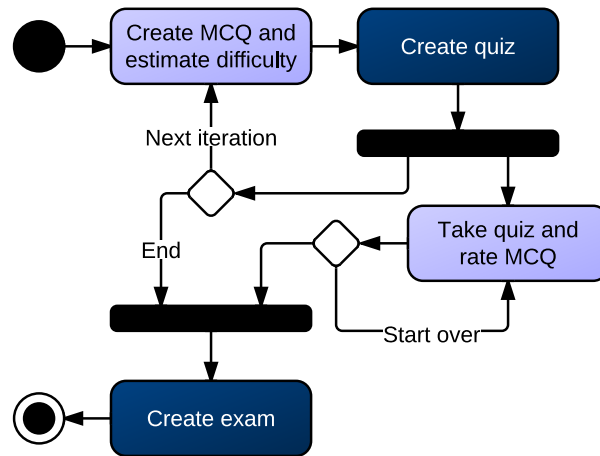 Create MCQ and
estimate difficulty
Create quiz
Next iteration
Take quiz and
rate MCQ
End
Start over
Create exam